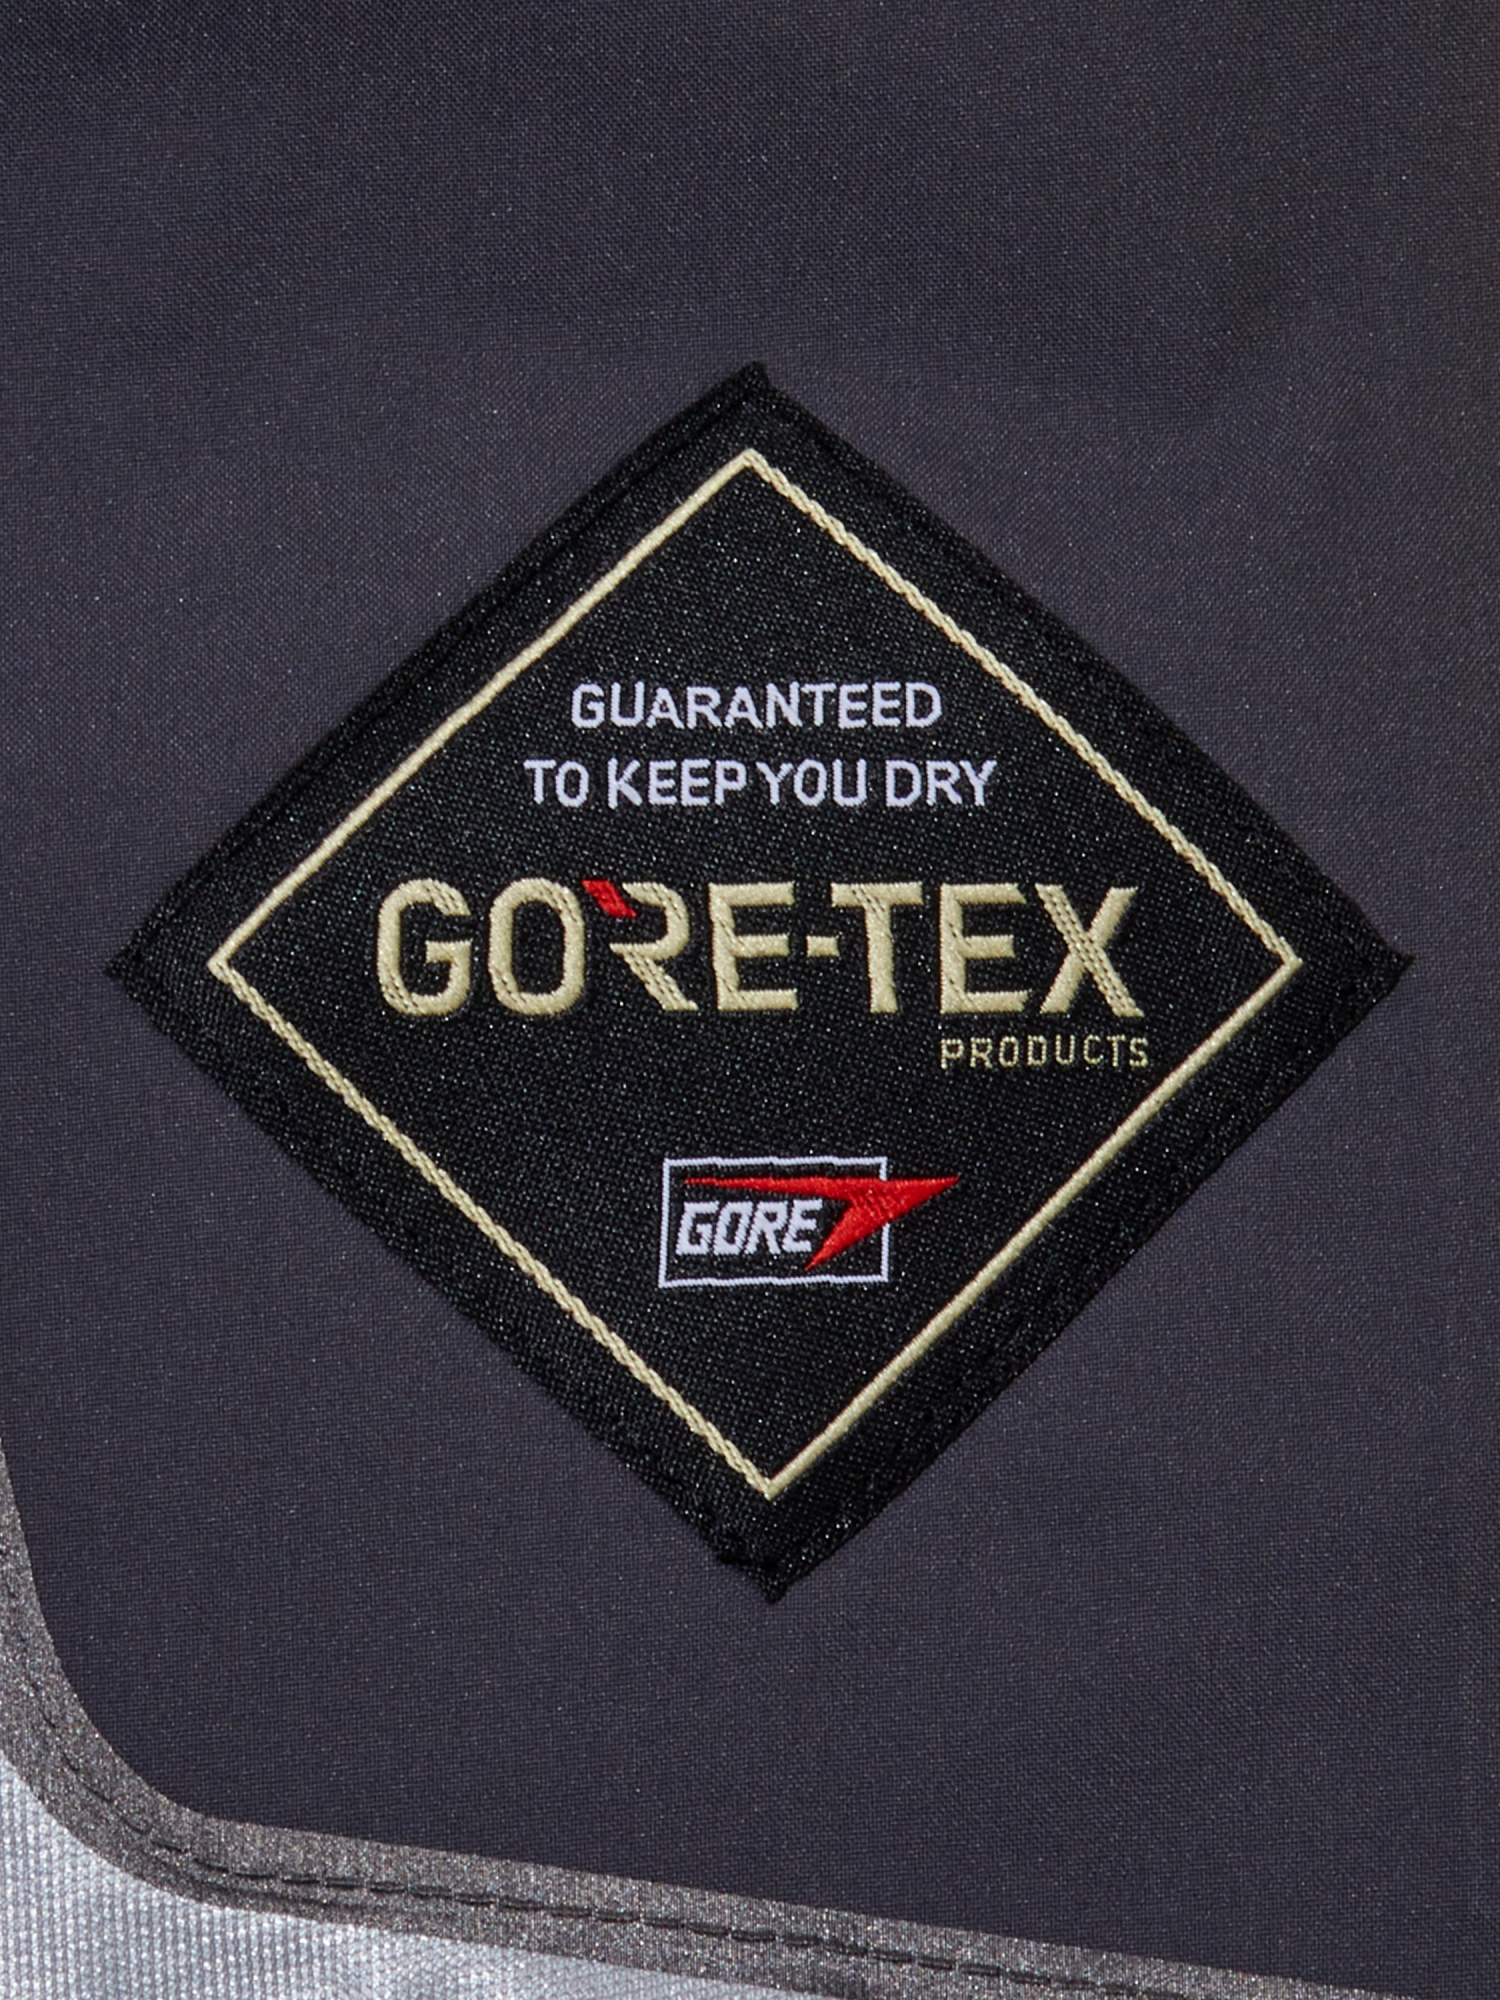 GUARANTEED
TO KEEP YOU DRY
GORE-TEX
PRODUCTS
GORE